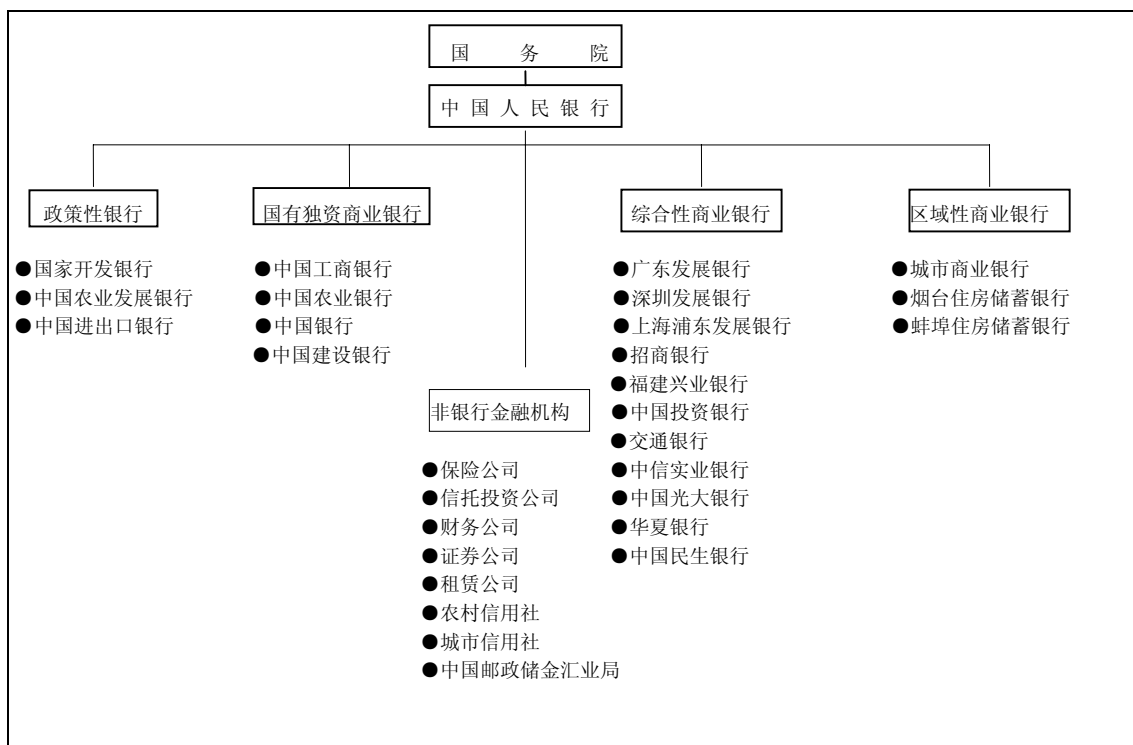 国务院
中国人民银行
政策性银行
●国家开发银行
●中国农业发展银行
●中国进出口银行
国有独资商业银行
●中国工商银行
●中国农业银行
●中国银行
●中国建设银行
非银行金融机构
●保险公司
●信托投资公司
●财务公司
●证券公司
●租赁公司
●农村信用社
●城市信用社
●中国邮政储金汇业局
综合性商业银行
●广东发展银行
●深圳发展银行
●上海浦东发展银行
●招商银行
●福建兴业银行
●中国投资银行
●交通银行
●中信实业银行
●中国光大银行
●华夏银行
●中国民生银行
区域性商业银行
●城市商业银行
●烟台住房储蓄银行
●蚌埠住房储蓄银行